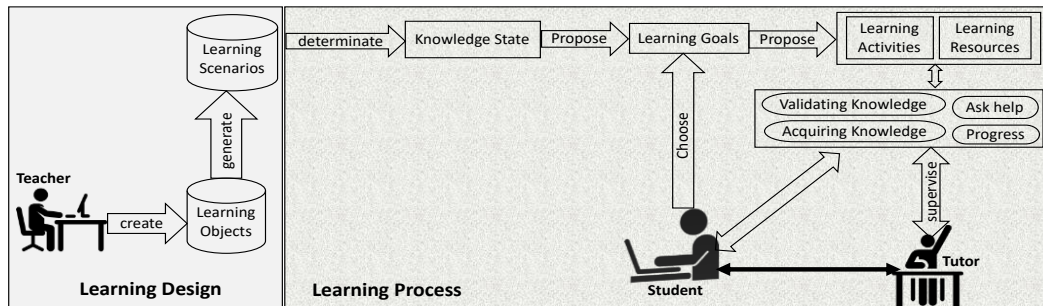 Learning
Scenarios
generate
Teacher
create
Learning
Objects
Learning Design
determinate
Knowledge State
Propose
Learning Goals
Propose
Learning
Activities
Learning
Resources
Validating Knowledge
Ask help
Acquiring Knowledge
Progress
Choose
supervise
Tutor
Student
Learning Process